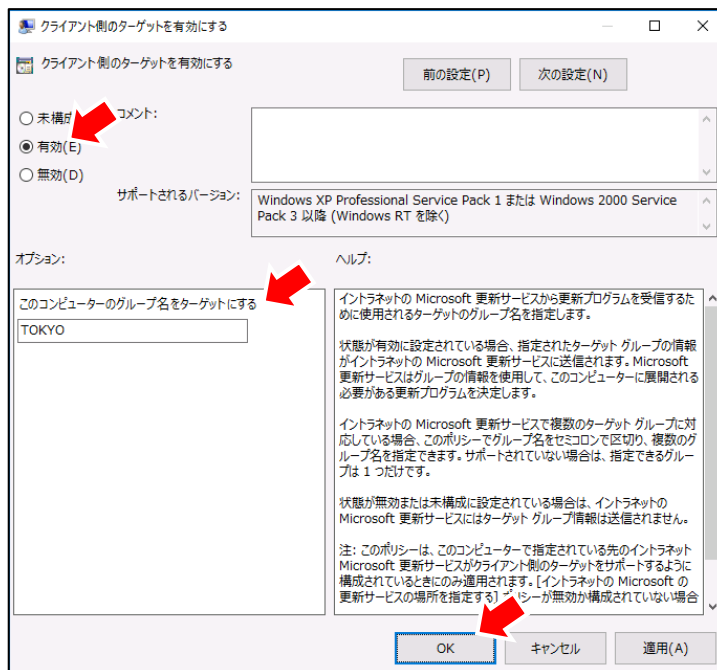 クライアント側のターゲットを有効にする
クライアント側のターゲットを有効にする
前の設定(P)
次の設定(N)
未構成
コメント:
有効(E)
無効(D)
サポートされるバージョン:
Windows XP Professional Service Pack 1 または Windows 2000 Service
Pack 3 以降 (Windows RT を除く)
オプション:
ヘルプ:
このコンピューターのグループ名をターゲットにする
TOKYO
イントラネットの Microsoft 更新サービスから更新プログラムを受信するた
めに使用されるターゲットのグループ名を指定します。
状態が有効に設定されている場合、指定されたターゲット グループの情報
がイントラネットの Microsoft 更新サービスに送信されます。Microsoft
更新サービスはグループの情報を使用して、このコンピューターに展開される
必要がある更新プログラムを決定します。
イントラネットの Microsoft 更新サービスで複数のターゲット グループに対
応している場合、このポリシーでグループ名をセミコロンで区切り、複数のグ
ループ名を指定できます。サポートされていない場合は、指定できるグルー
プは 1 つだけです。
状態が無効または未構成に設定されている場合は、イントラネットの
Microsoft 更新サービスにはターゲット グループ情報は送信されません。
注: このポリシーは、このコンピューターで指定されている先のイントラネット
Microsoft 更新サービスがクライアント側のターゲットをサポートするように
構成されているときにのみ適用されます。[イントラネットの Microsoft の
更新サービスの場所を指定する] ポリシーが無効か構成されていない場合
OK
キャンセル
適用(A)